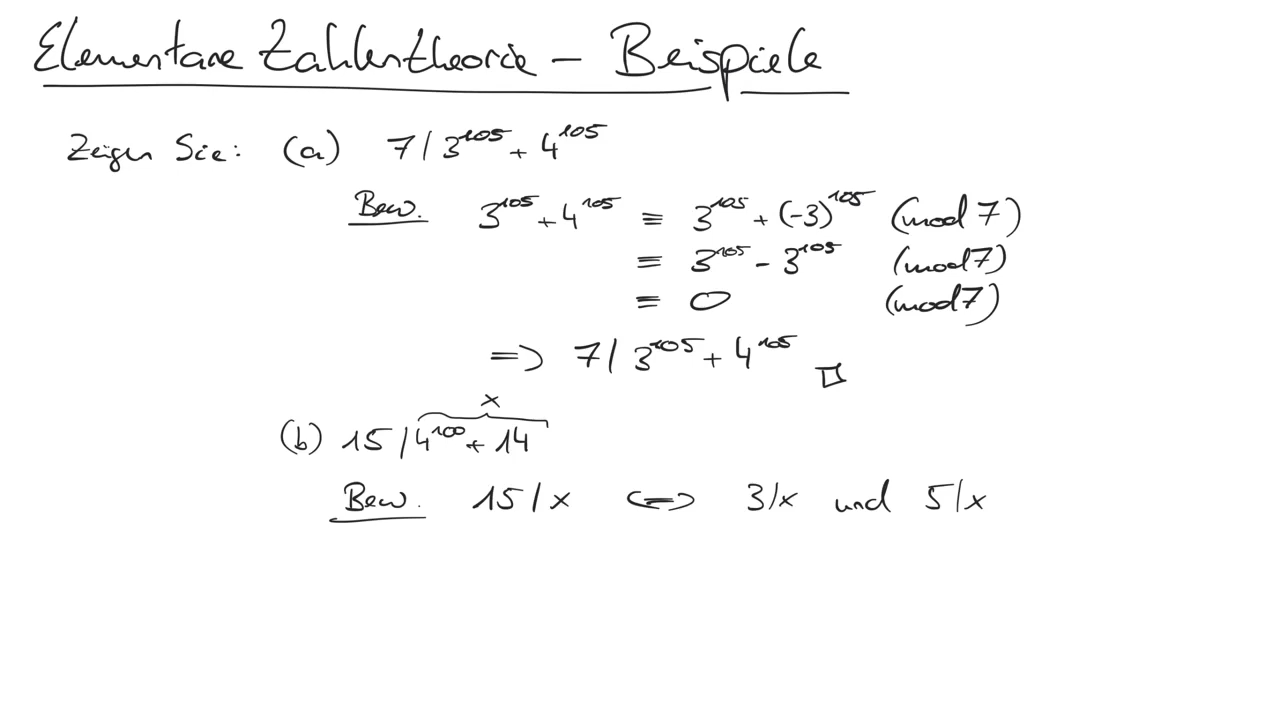 Elementare Zahlentheorie – Beispiele
Zeigen Sie: (a) 7 | 3^105 + 4^105
Bew. 3^105 + 4^105 ≡ 3^105 + (-3)^105 (mod 7)
≡ 3^105 - 3^105 (mod 7)
≡ 0 (mod 7)
=> 7 | 3^105 + 4^105 □
x
(b) 15 | 4^100 + 14
Bew. 15 | x <=> 3 | x und 5 | x